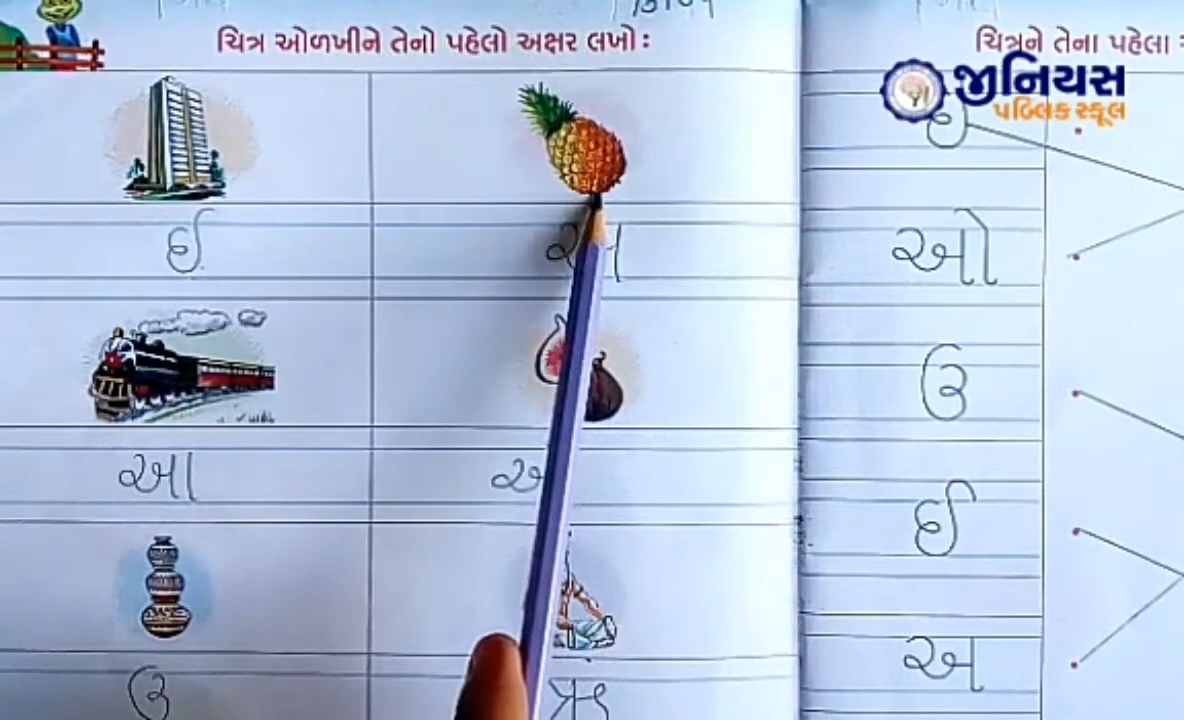 ચિત્ર ઓળખીને તેનો પહેલો અક્ષર લખો :
ઈ
આ
ઉ
ઋ
ચિત્રને તેના પહેલા
જીનિયસ
પબ્લિક સ્કૂલ
ઓ
ઉ
ઈ
અ